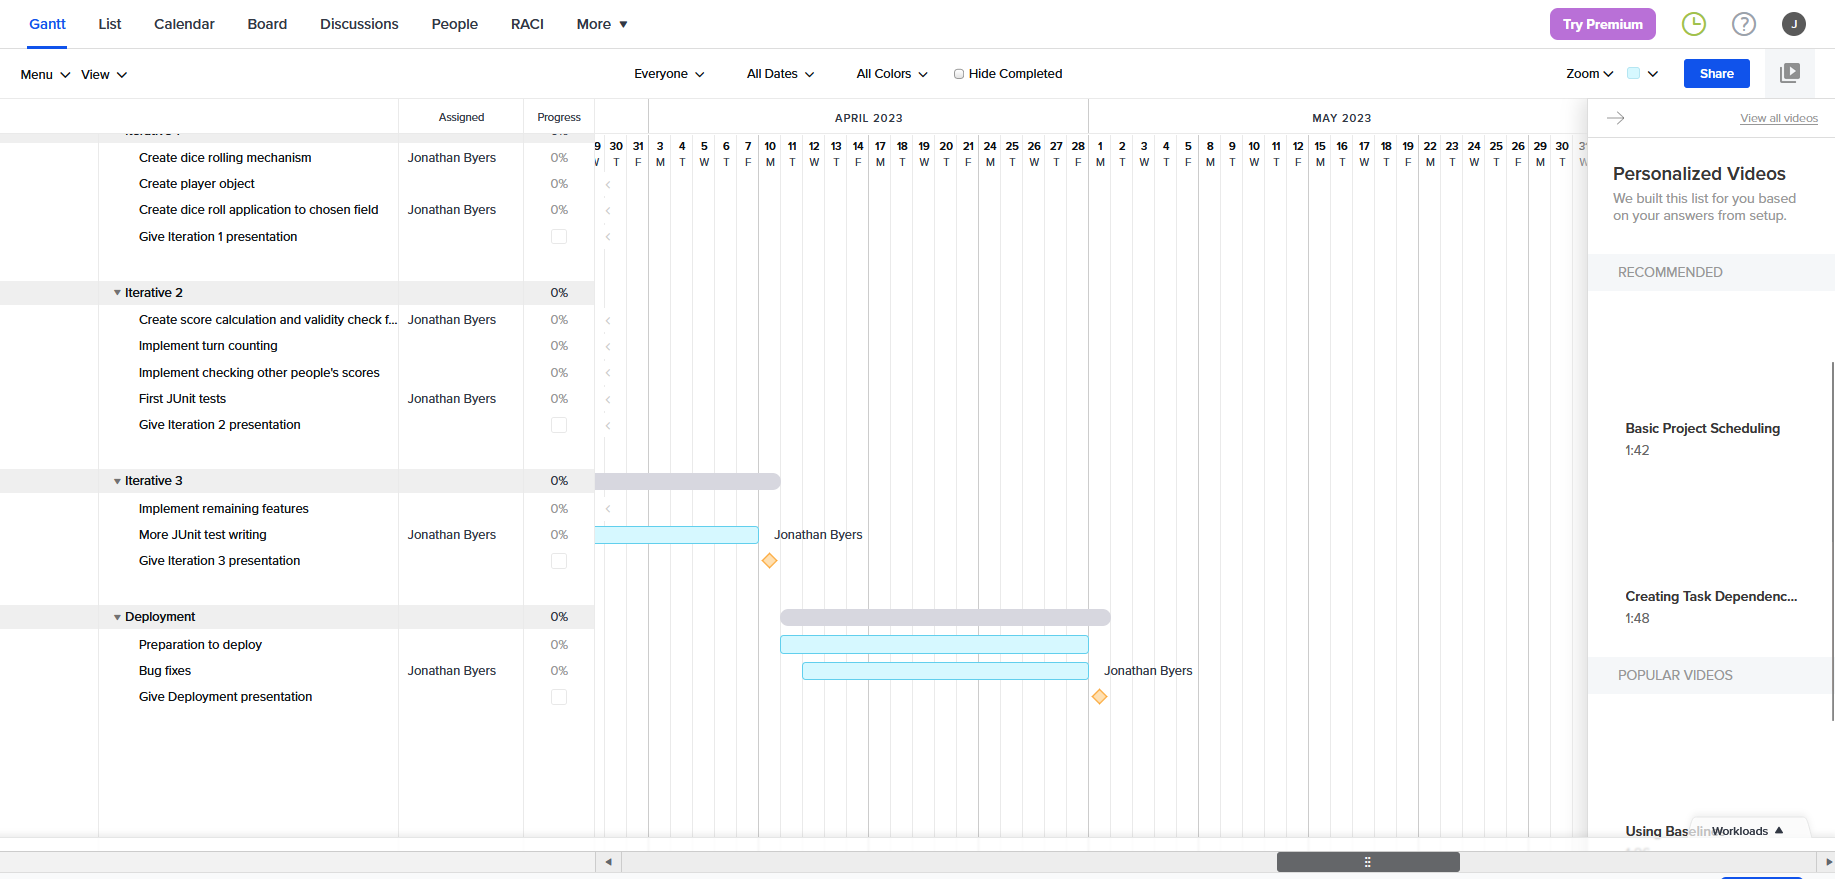 Gantt List Calendar Board Discussions People RACI More Try Premium J
Menu View Everyone All Dates All Colors Hide Completed Zoom Share
Assigned Progress APRIL 2023 MAY 2023 View all videos
30 31 3 4 5 6 7 10 11 12 13 14 17 18 19 20 21 24 25 26 27 28 1 2 3 4 5 8 9 10 11 12 15 16 17 18 19 22 23 24 25 26 29 30
T F M T W T F M T W T F M T W T F M T W T F M T W T F M T W T F M T W T F M T W T F M T
Create dice rolling mechanism Jonathan Byers 0%
Personalized Videos
Create player object 0%
We built this list for you based
Create dice roll application to chosen field Jonathan Byers 0%
on your answers from setup.
Give Iteration 1 presentation
RECOMMENDED
Iterative 2 0%
Create score calculation and validity check f... Jonathan Byers 0%
Implement turn counting 0%
Implement checking other people's scores 0%
First JUnit tests Jonathan Byers 0%
Give Iteration 2 presentation
Basic Project Scheduling
1:42
Iterative 3 0%
Implement remaining features 0%
More JUnit test writing Jonathan Byers 0% Jonathan Byers
Give Iteration 3 presentation
Creating Task Dependenc...
Deployment 0%
1:48
Preparation to deploy 0%
Bug fixes Jonathan Byers 0% Jonathan Byers
POPULAR VIDEOS
Give Deployment presentation
Using Baseline Workloads